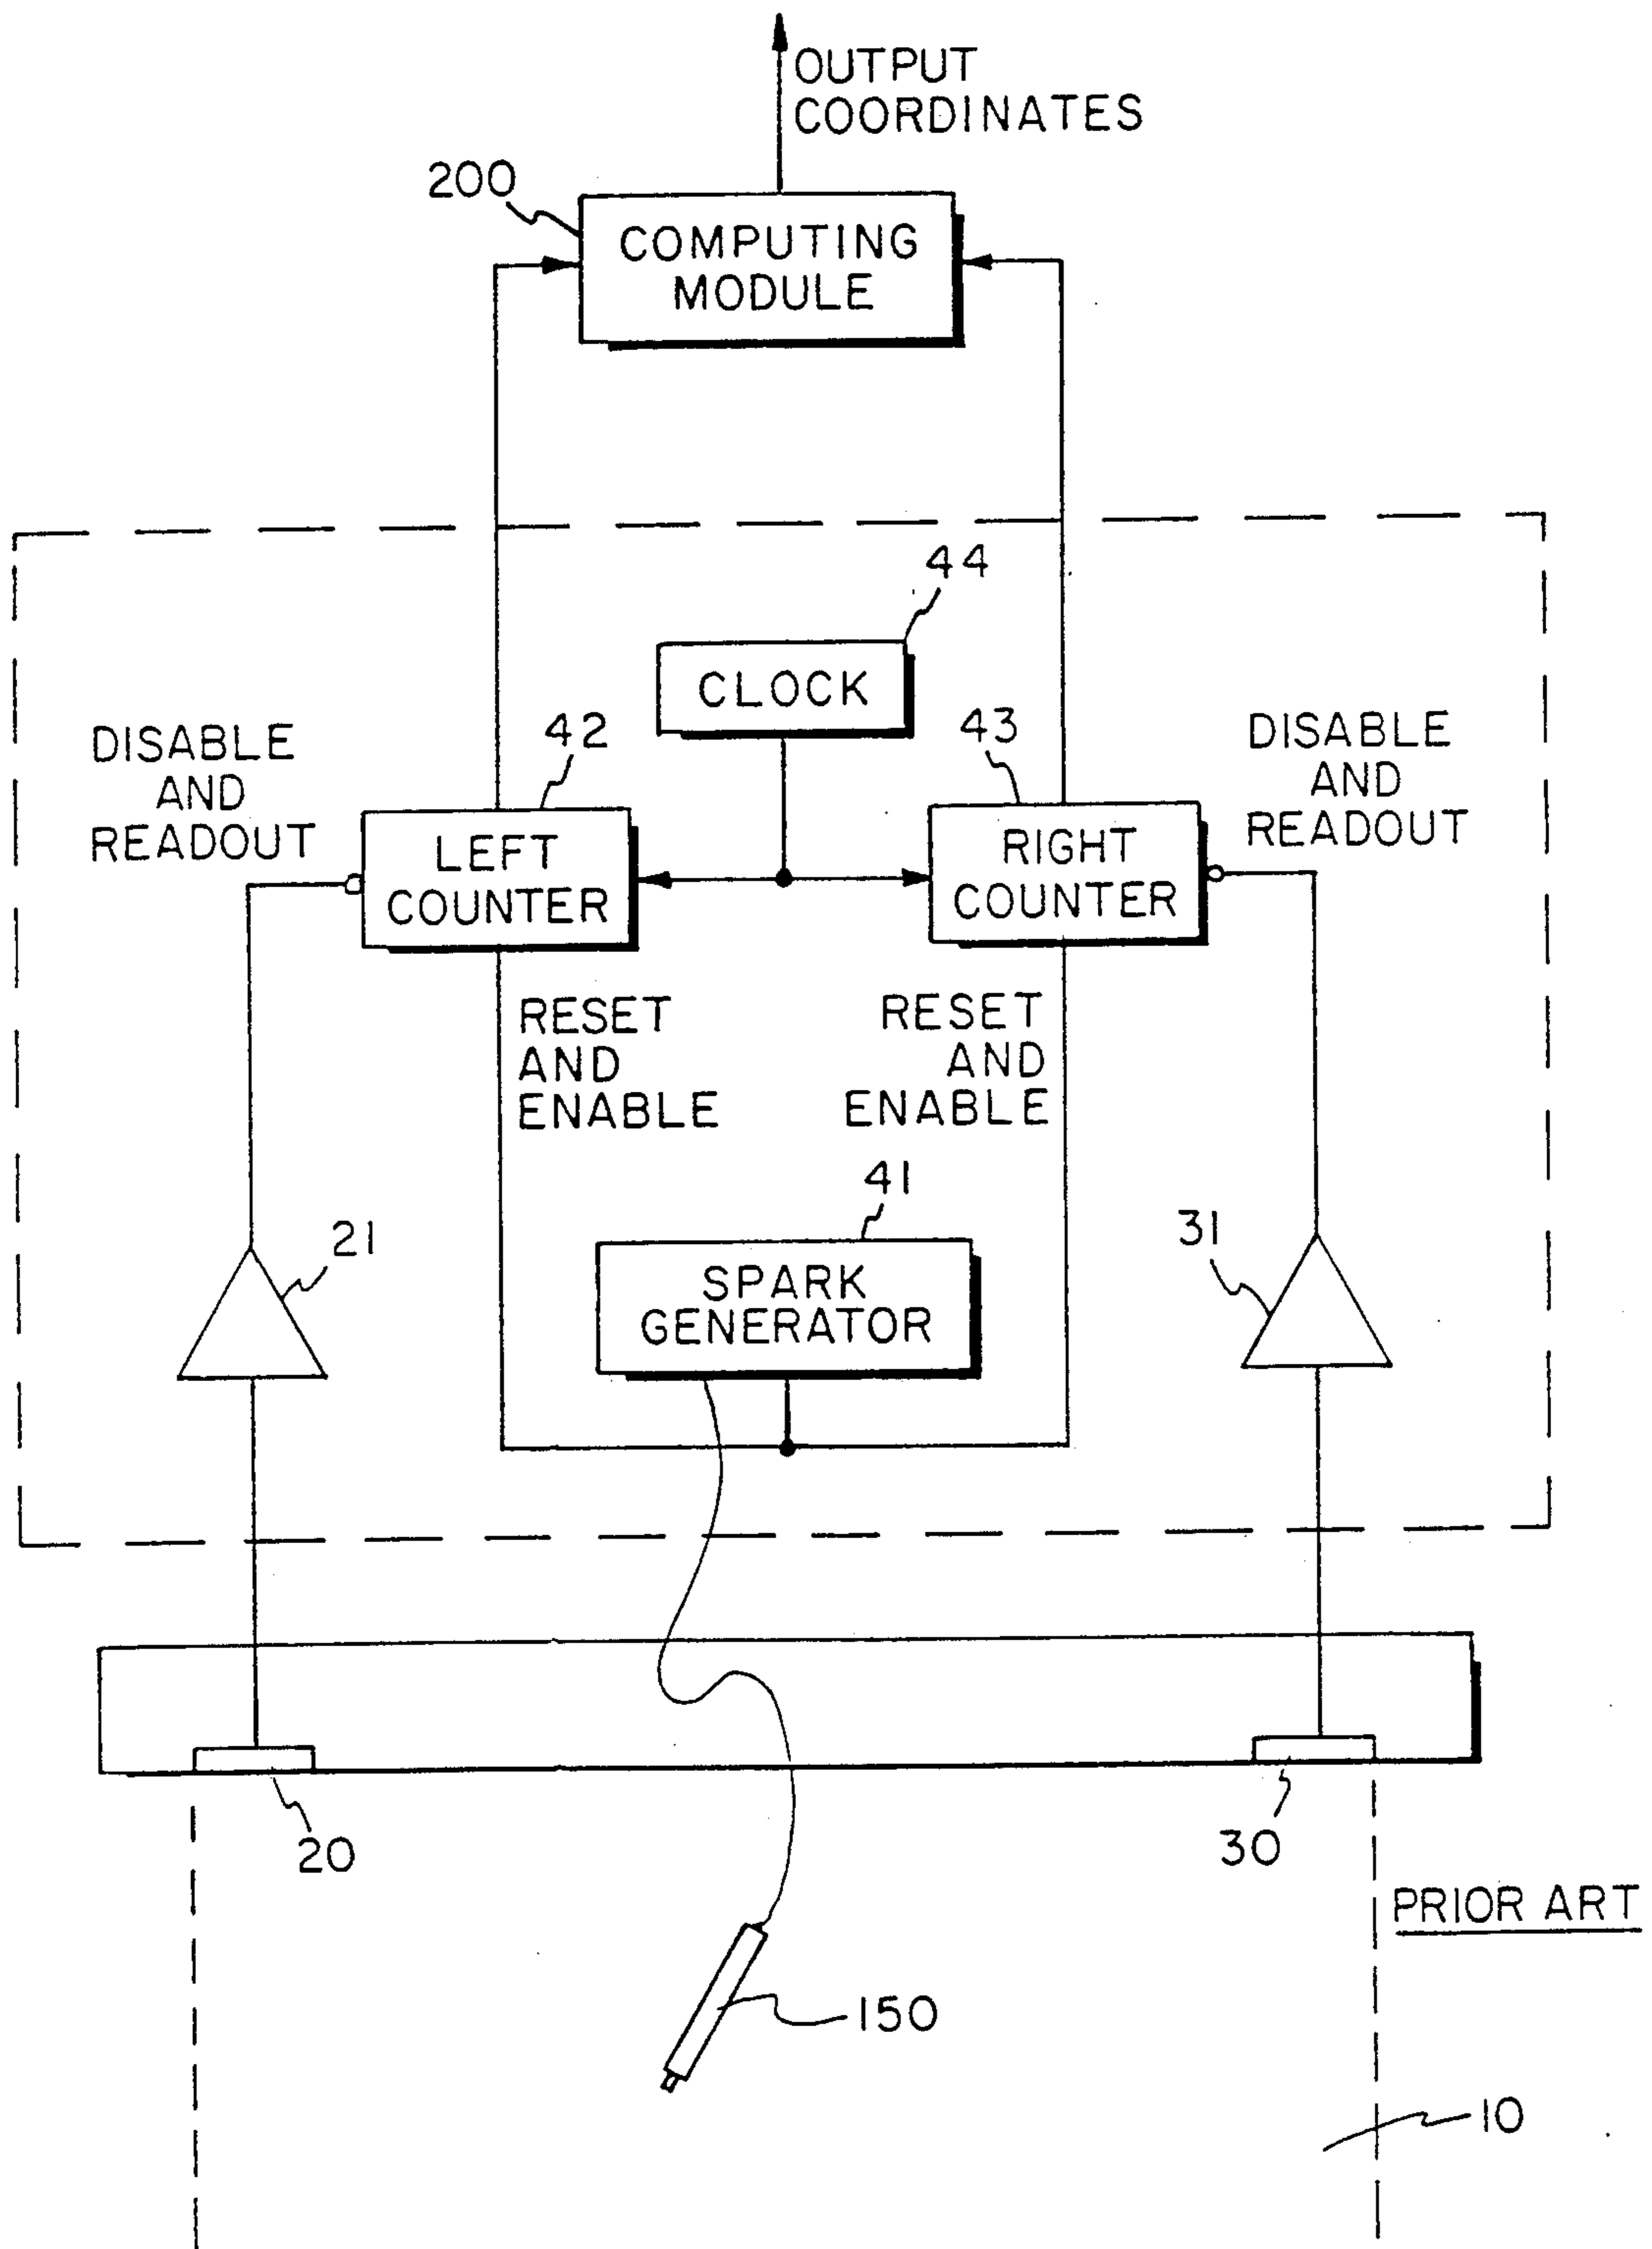 OUTPUT
COORDINATES
200
COMPUTING
MODULE
44
CLOCK
DISABLE
AND
READOUT
42
43
DISABLE
AND
READOUT
LEFT
COUNTER
RIGHT
COUNTER
RESET
AND
ENABLE
RESET
AND
ENABLE
41
21
31
SPARK
GENERATOR
20
30
PRIOR ART
150
10